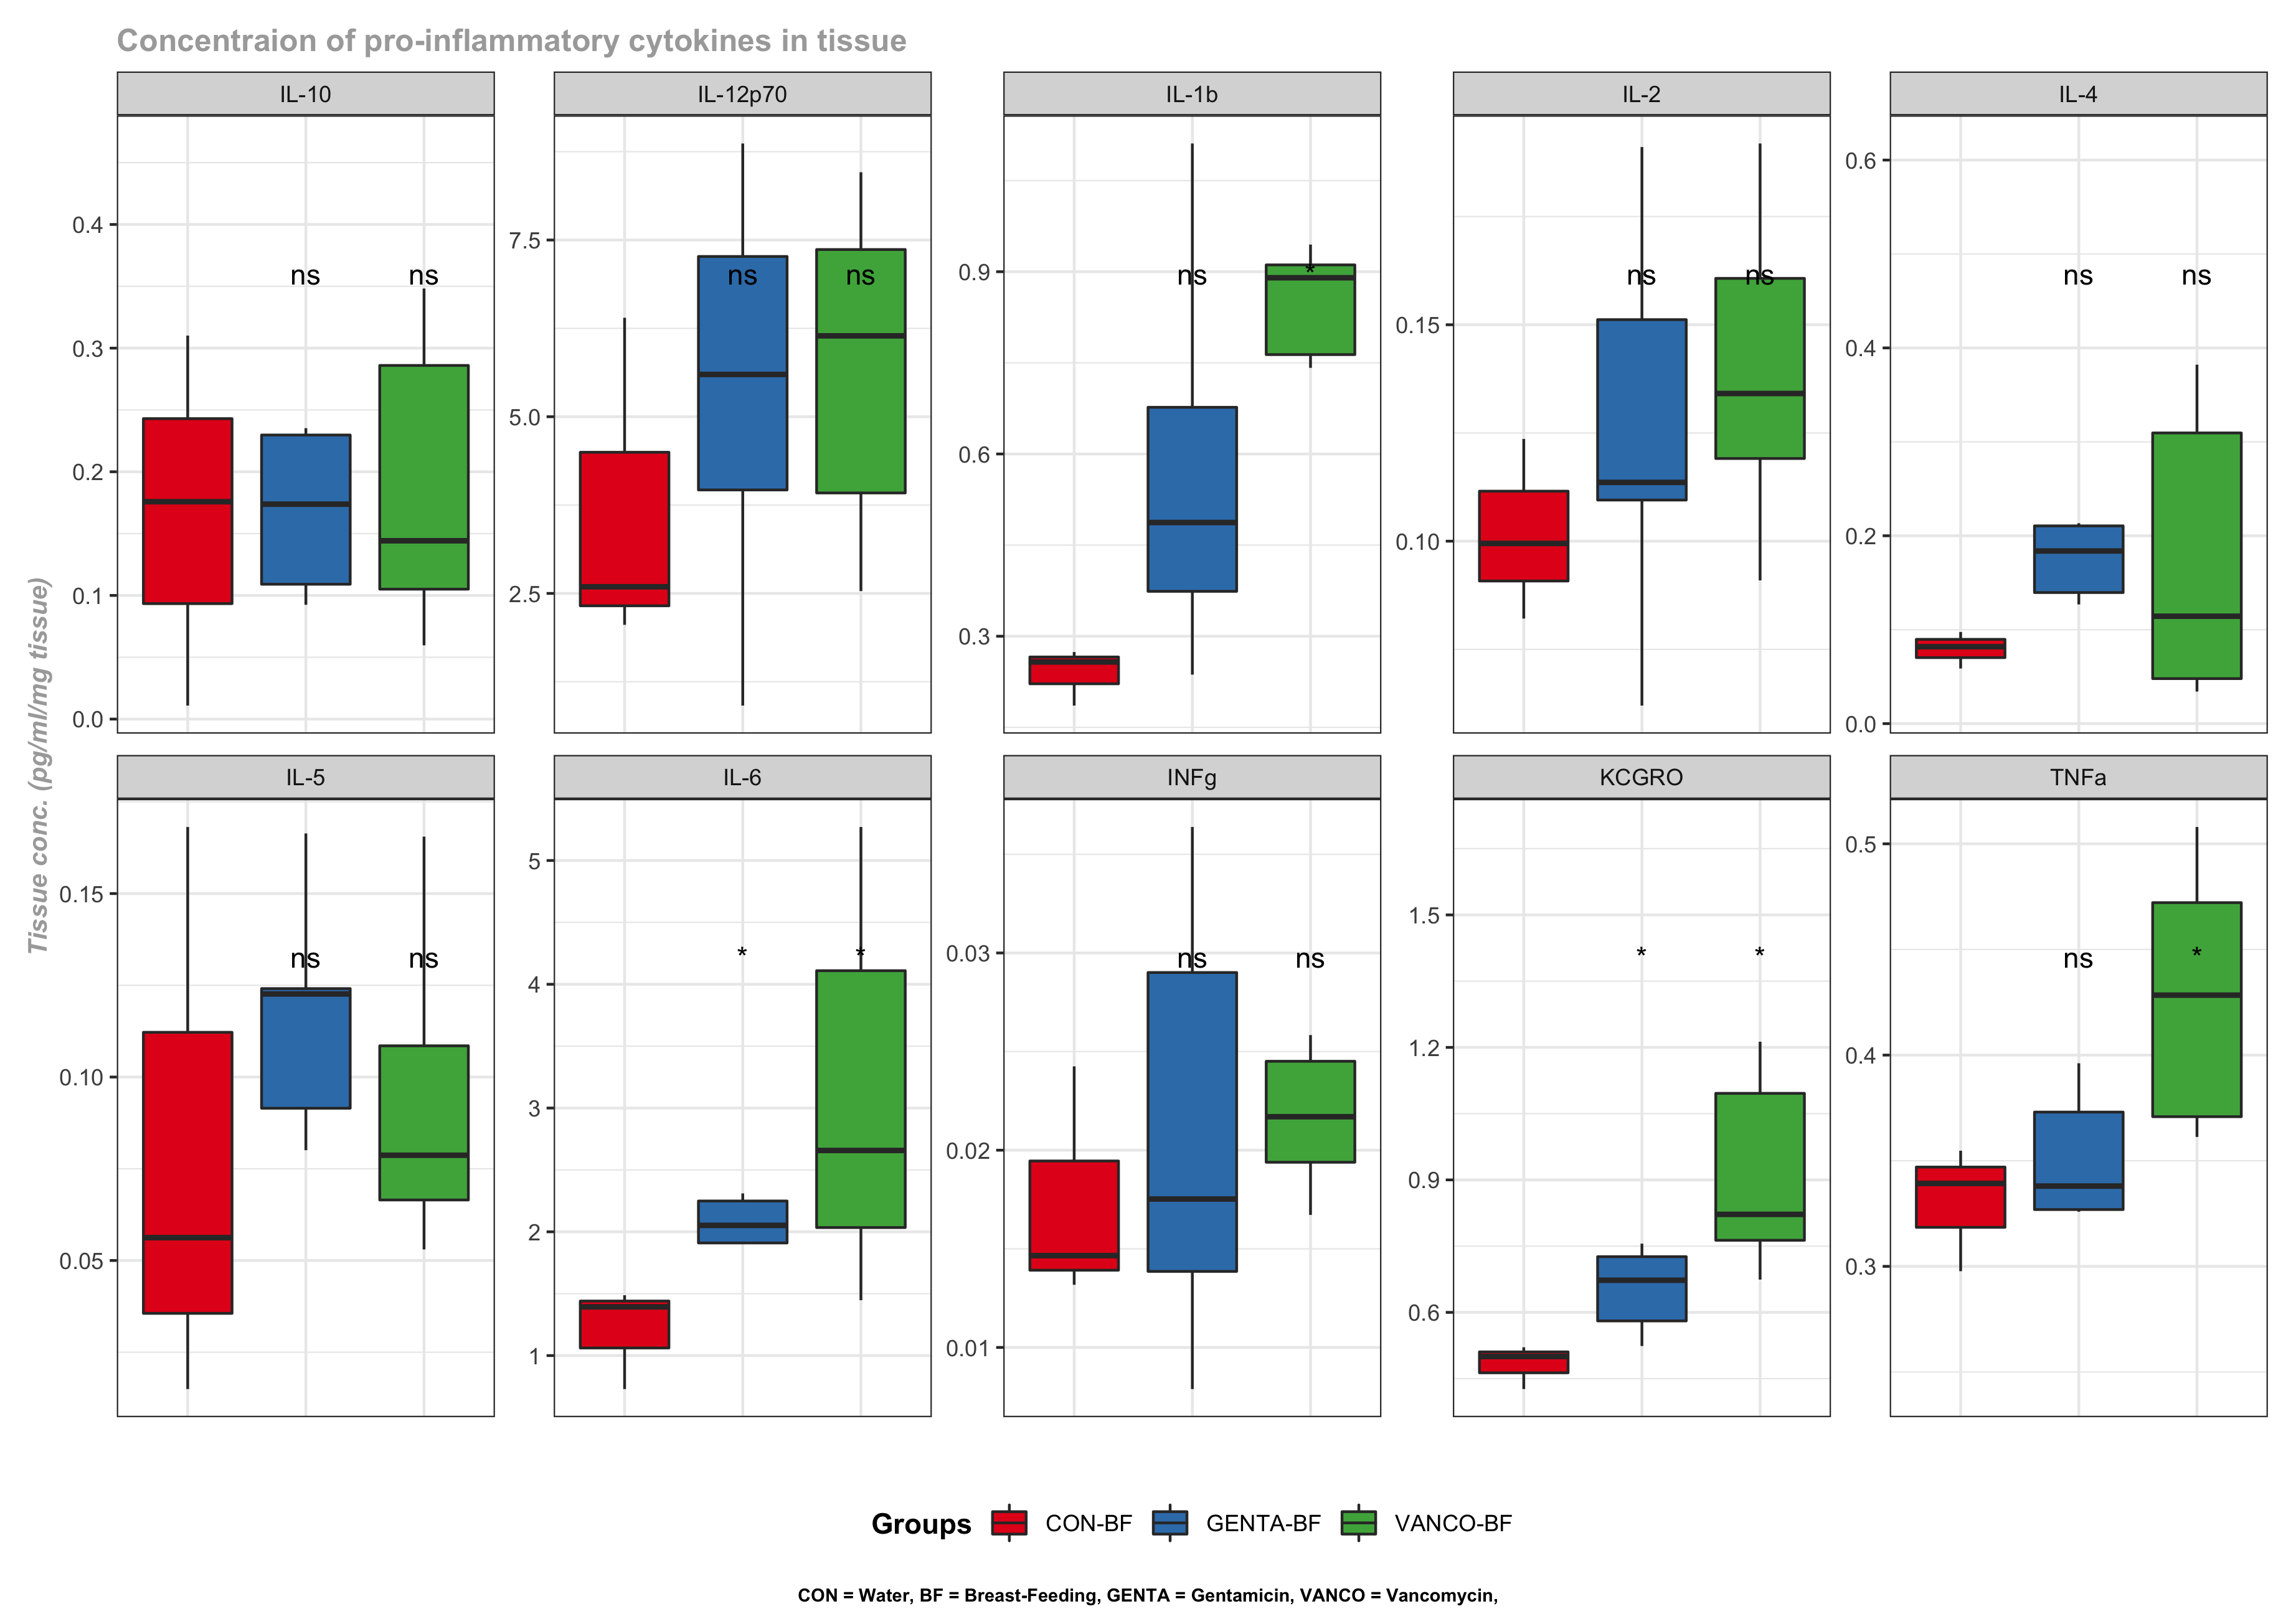 Concentraion of pro-inflammatory cytokines in tissue
Tissue conc. (pg/ml/mg tissue)
IL-10
0.4
0.3
0.2
0.1
0.0
ns
ns
IL-12p70
7.5
5.0
2.5
ns
ns
IL-1b
0.9
0.6
0.3
ns
*
IL-2
0.15
0.10
ns
ns
IL-4
0.6
0.4
0.2
0.0
ns
ns
IL-5
0.15
0.10
0.05
ns
ns
IL-6
5
4
3
2
1
*
*
INFg
0.03
0.02
0.01
ns
ns
KCGRO
1.5
1.2
0.9
0.6
*
*
TNFa
0.5
0.4
0.3
ns
*
Groups CON-BF GENTA-BF VANCO-BF
CON = Water, BF = Breast-Feeding, GENTA = Gentamicin, VANCO = Vancomycin,